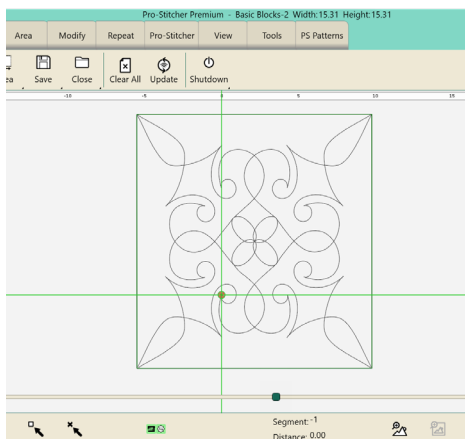 Pro-Stitcher Premium - Basic Blocks-2 Width:15.31 Height:15.31
Area Modify Repeat Pro-Stitcher View Tools PS Patterns
ea Save Close Clear All Update Shutdown
-10 -5 0 5 10 15
Segment: -1
Distance: 0.00